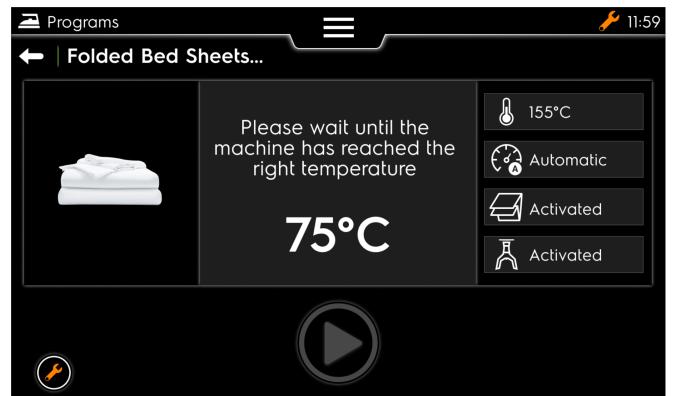 Programs
11:59
Folded Bed Sheets...
Please wait until the
machine has reached the
right temperature
75°C
155°C
A
Automatic
Activated
Activated